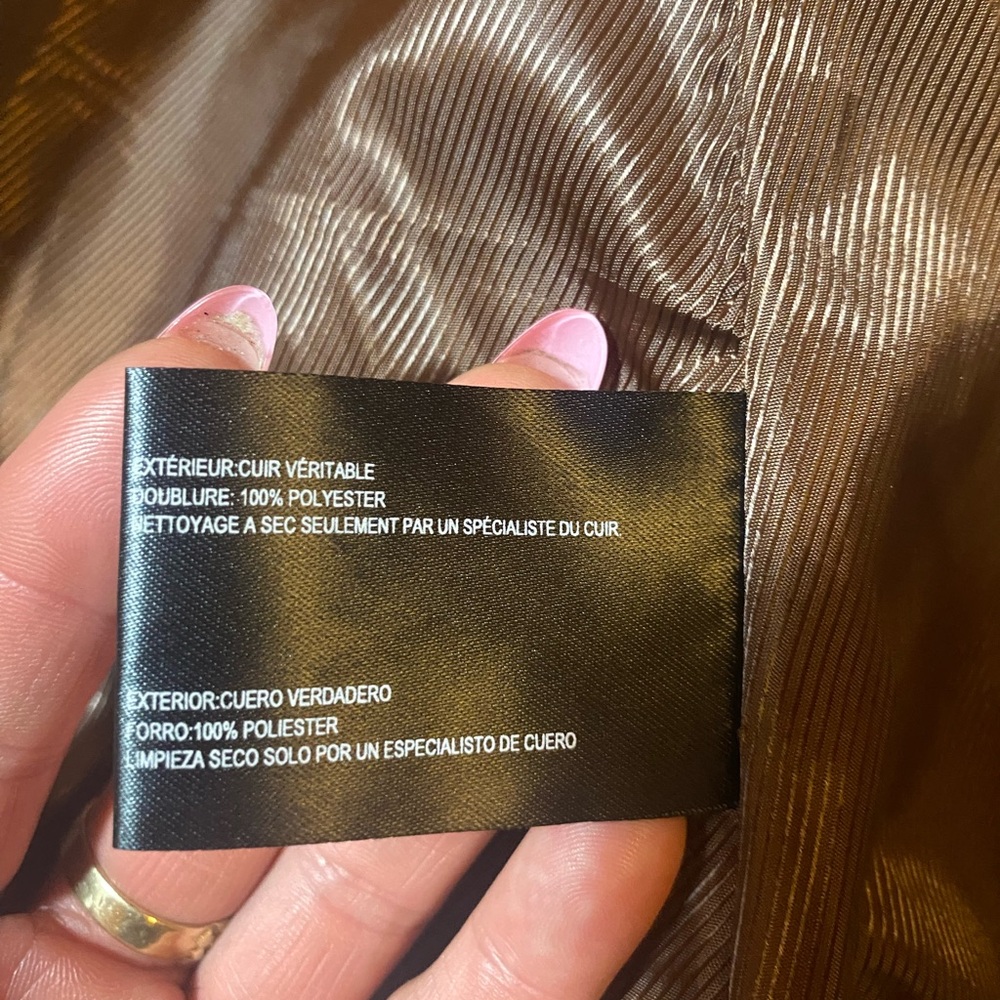 EXTÉRIEUR:CUIR VÉRITABLE
DOUBLURE: 100% POLYESTER
NETTOYAGE A SEC SEULEMENT PAR UN SPÉCIALISTE DU CUIR.
EXTERIOR:CUERO VERDADERO
FORRO:100% POLIESTER
LIMPIEZA SECO SOLO POR UN ESPECIALISTO DE CUERO